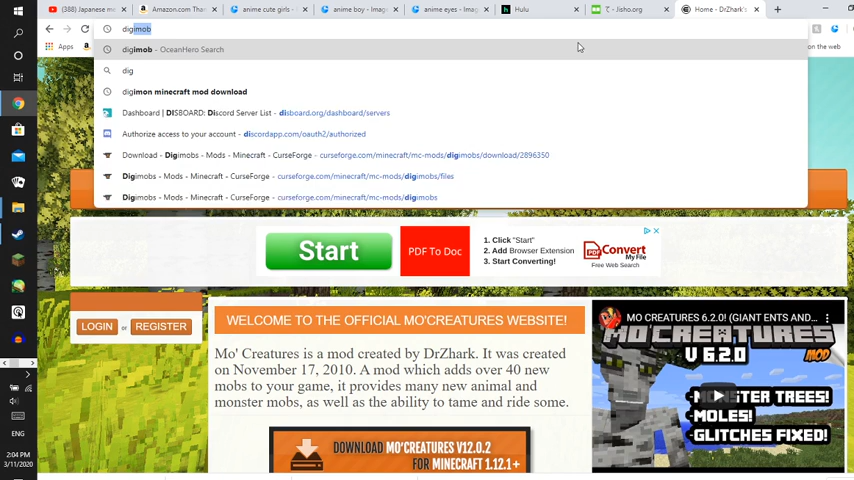 (388) Japanese m
Amazon.com: Tha
anime cute girls -
anime boy - Imag
anime eyes - Imag
Hulu
て - Jisho.org
Home - DrZhark's
digimob
Apps
on the web
digimob - OceanHero Search
dig
digimon minecraft mod download
Dashboard | DISBOARD: Discord Server List - disboard.org/dashboard/servers
Authorize access to your account - discordapp.com/oauth2/authorized
Download - Digimobs - Mods - Minecraft - CurseForge - curseforge.com/minecraft/mc-mods/digimobs/download/2896350
Digimobs - Mods - Minecraft - CurseForge - curseforge.com/minecraft/mc-mods/digimobs/files
Digimobs - Mods - Minecraft - CurseForge - curseforge.com/minecraft/mc-mods/digimobs
Start
PDF To Doc
1. Click "Start"
2. Add Browser Extension
3. Start Converting!
PDF Convert
My File
Free Web Search
LOGIN or REGISTER
WELCOME TO THE OFFICIAL MO'CREATURES WEBSITE!
Mo' Creatures is a mod created by DrZhark. It was created
on November 17, 2010. A mod which adds over 40 new
mobs to your game, it provides many new animal and
monster mobs, as well as the ability to tame and ride some.
DOWNLOAD MO'CREATURES V12.0.2
FOR MINECRAFT 1.12.1+
MO CREATURES 6.2.0! (GIANT ENTS AND...
MO'CREATURES
V 6.2.0 MOD
-MONSTER TREES!
-MOLES!
-GLITCHES FIXED!
ENG
2:04 PM
3/11/2020